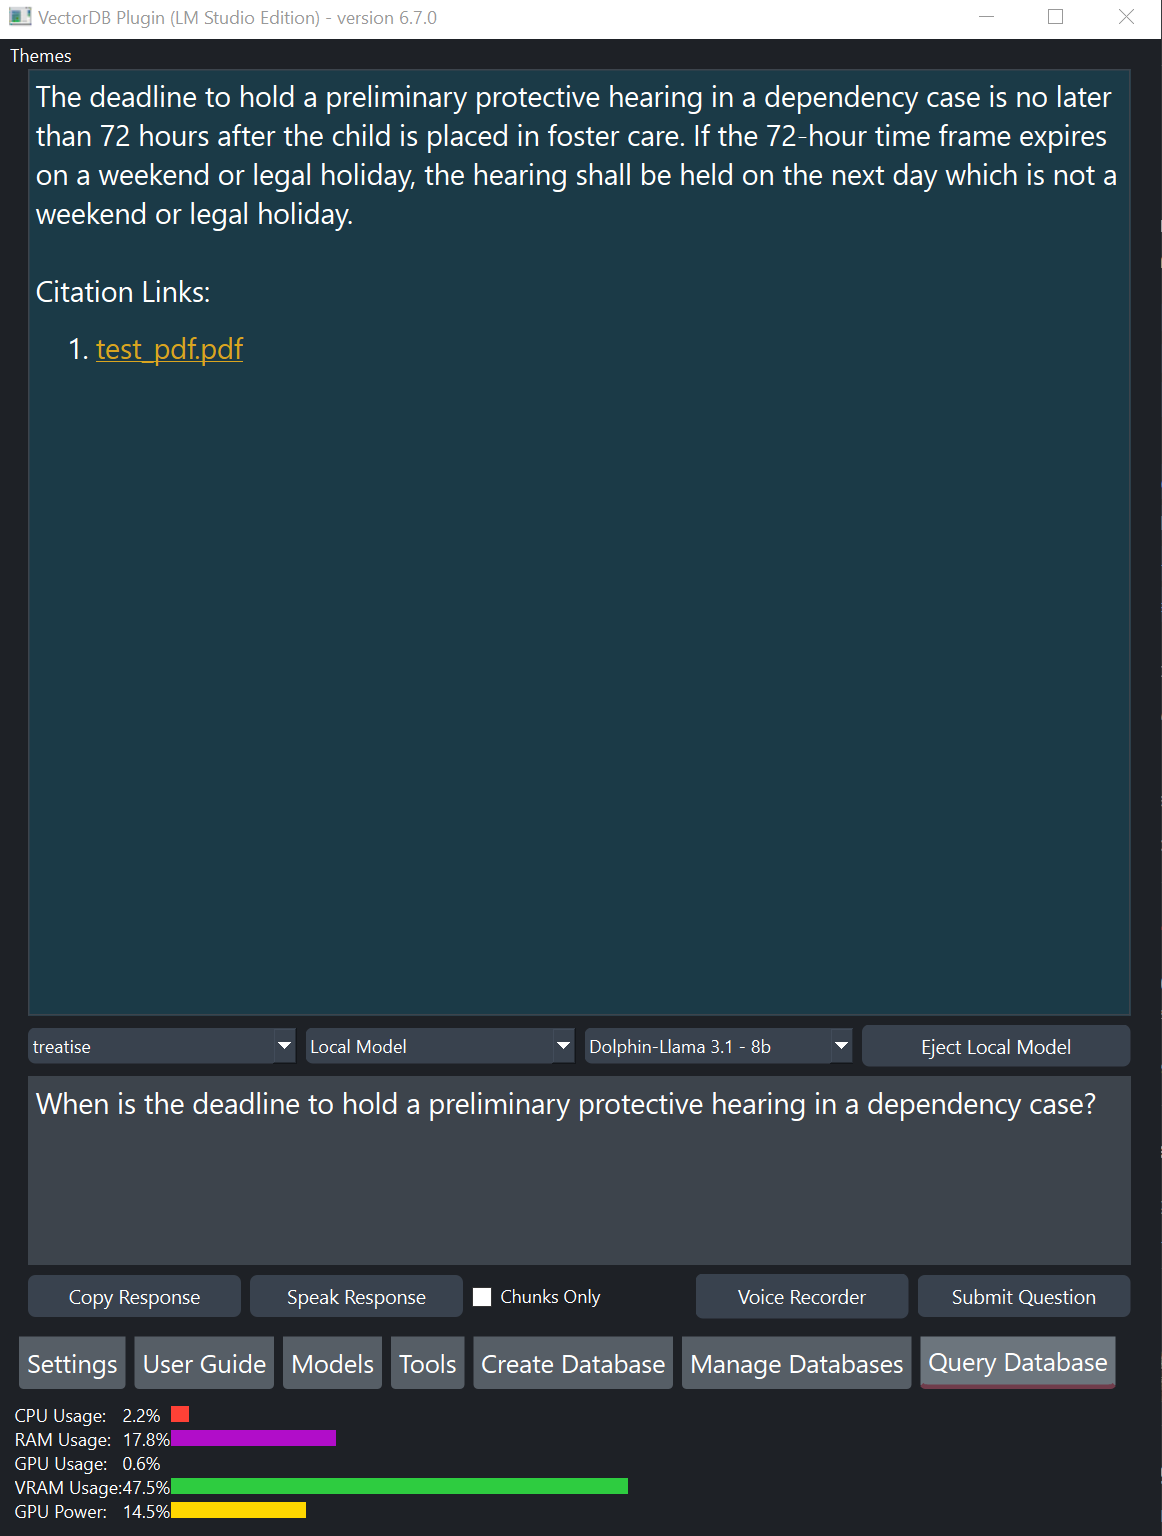 VectorDB Plugin (LM Studio Edition) - version 6.7.0
Themes
The deadline to hold a preliminary protective hearing in a dependency case is no later
than 72 hours after the child is placed in foster care. If the 72-hour time frame expires
on a weekend or legal holiday, the hearing shall be held on the next day which is not a
weekend or legal holiday.
Citation Links:
1. test_pdf.pdf
treatise
Local Model
Dolphin-Llama 3.1 - 8b
Eject Local Model
When is the deadline to hold a preliminary protective hearing in a dependency case?
Copy Response
Speak Response
Chunks Only
Voice Recorder
Submit Question
Settings
User Guide
Models
Tools
Create Database
Manage Databases
Query Database
CPU Usage: 2.2%
RAM Usage: 17.8%
GPU Usage: 0.6%
VRAM Usage:47.5%
GPU Power: 14.5%